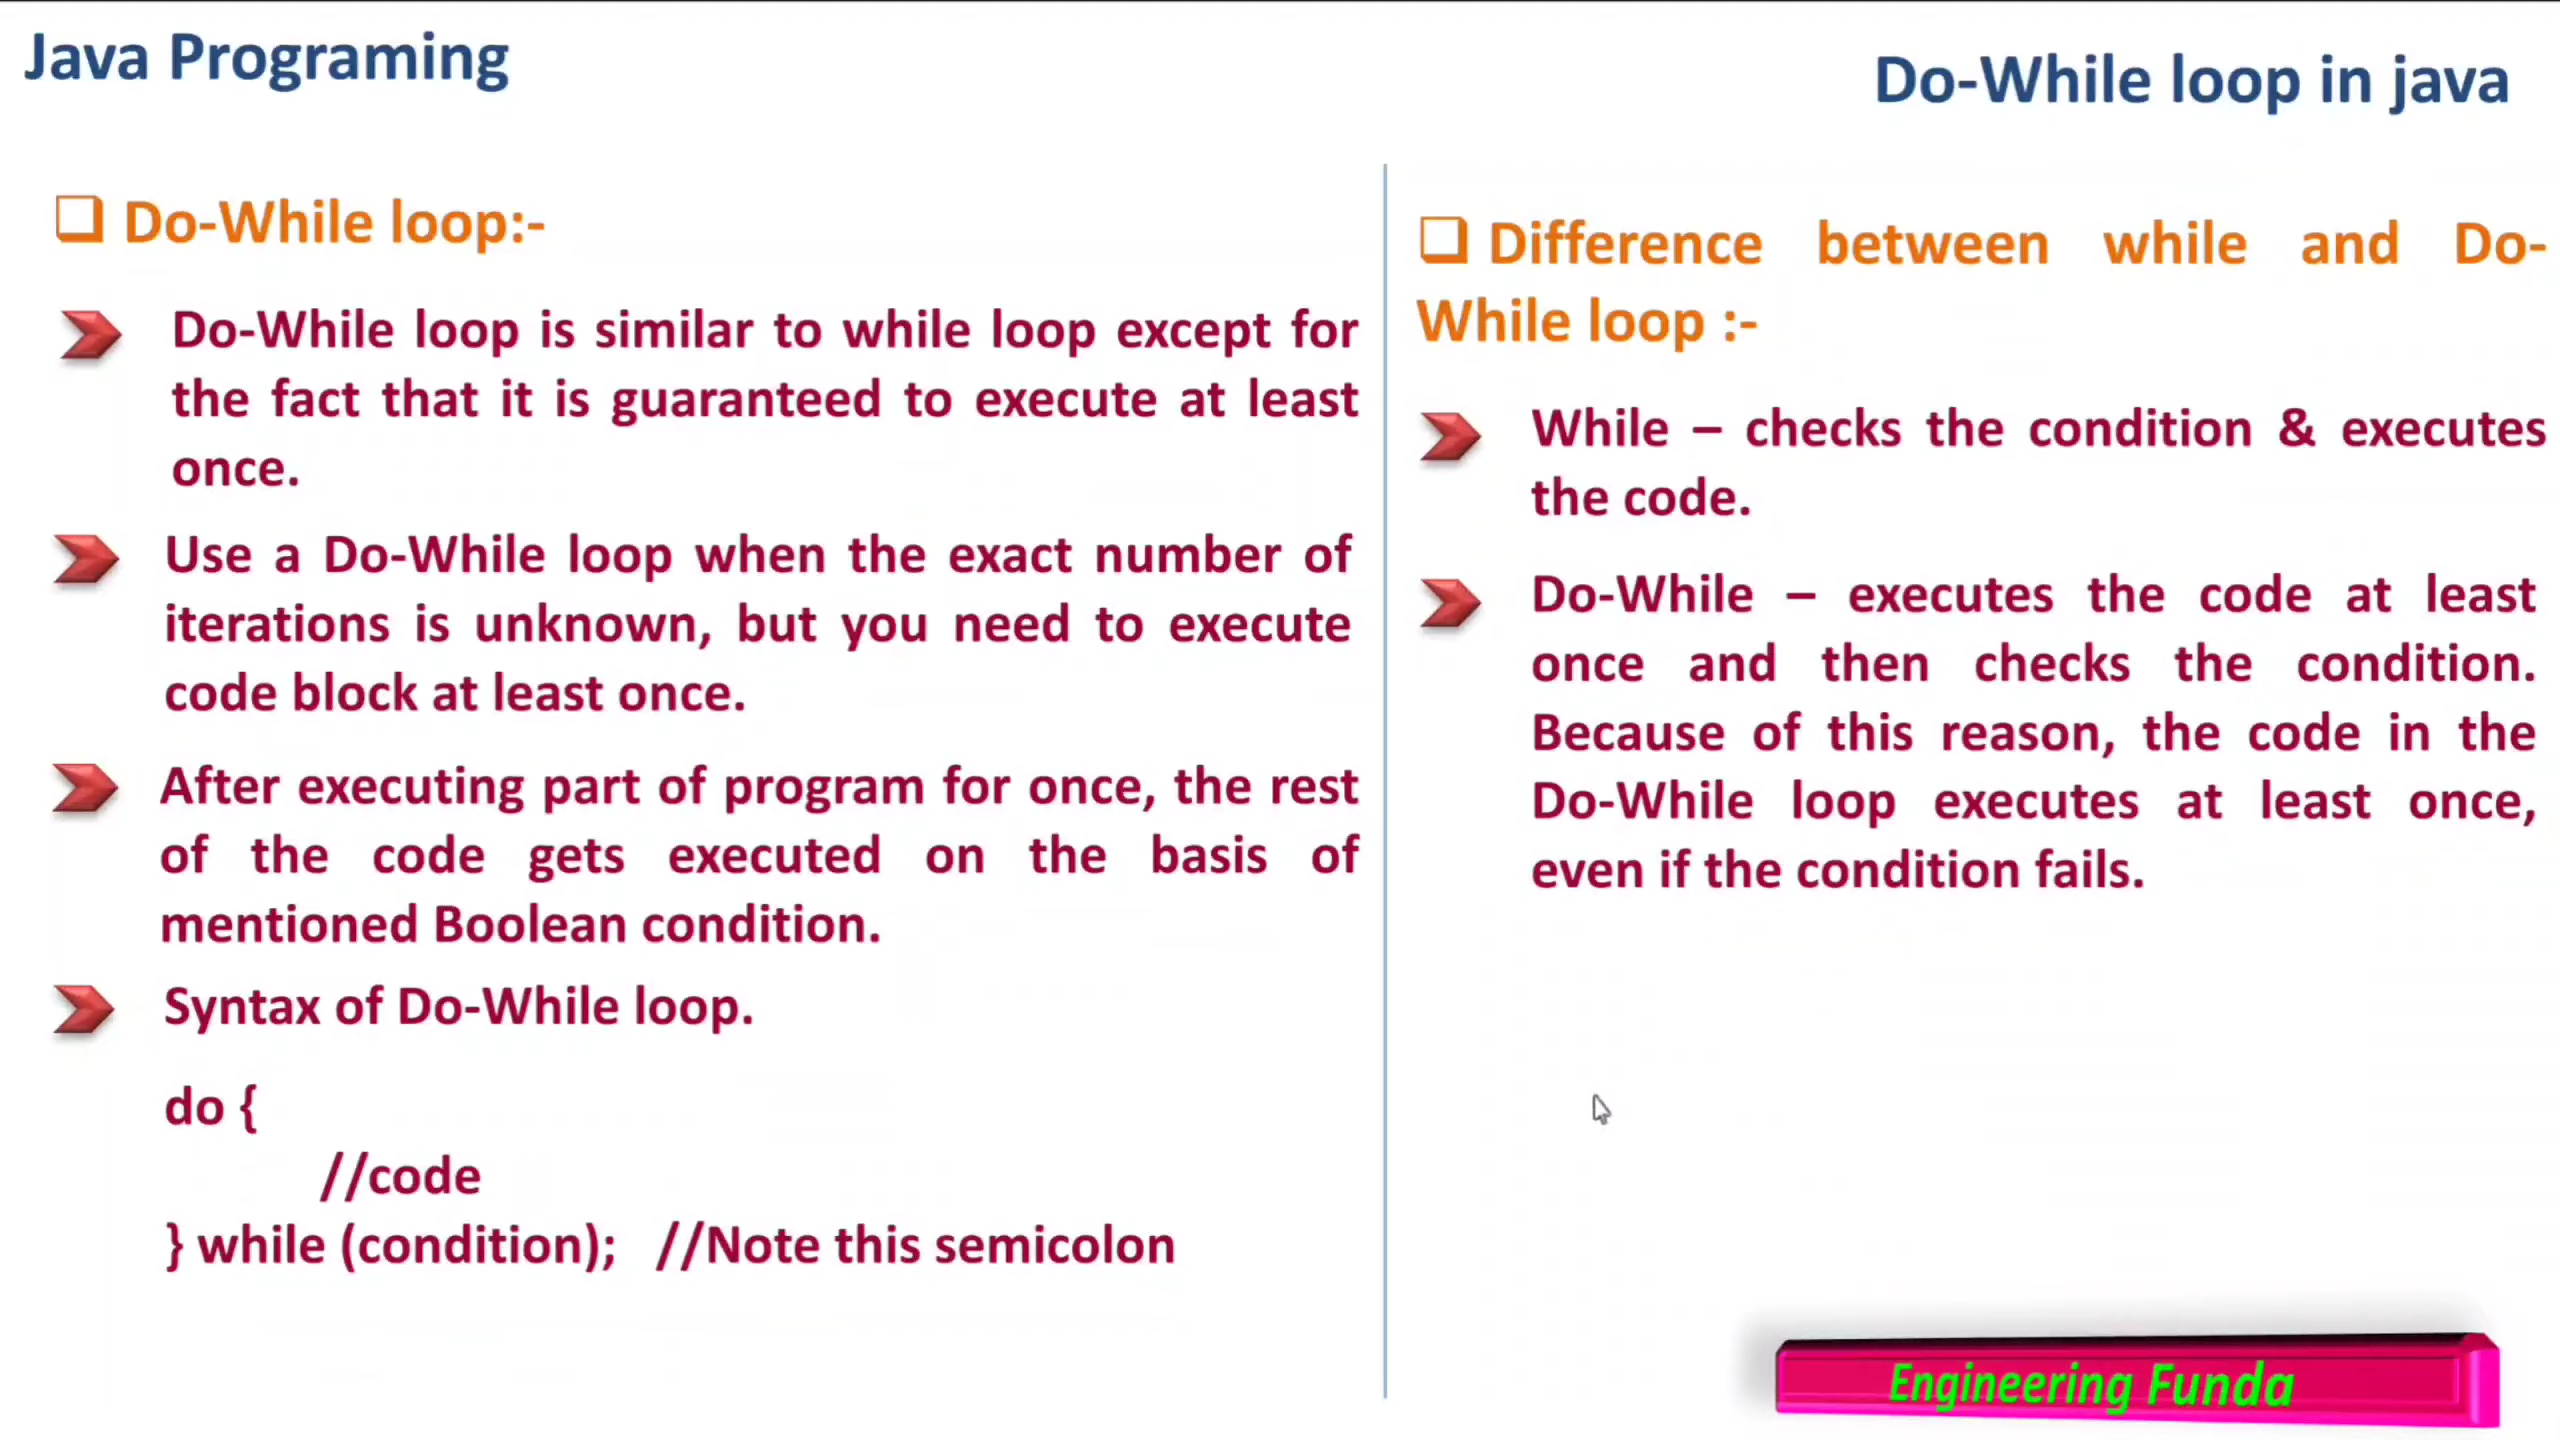 Java Programing
Do-While loop in java
Do-While loop:-
Do-While loop is similar to while loop except for
the fact that it is guaranteed to execute at least
once.
Use a Do-While loop when the exact number of
iterations is unknown, but you need to execute
code block at least once.
After executing part of program for once, the rest
of the code gets executed on the basis of
mentioned Boolean condition.
Syntax of Do-While loop.
do {
//code
} while (condition); //Note this semicolon
Difference between while and Do-
While loop :-
While – checks the condition & executes
the code.
Do-While – executes the code at least
once and then checks the condition.
Because of this reason, the code in the
Do-While loop executes at least once,
even if the condition fails.
Engineering Funda